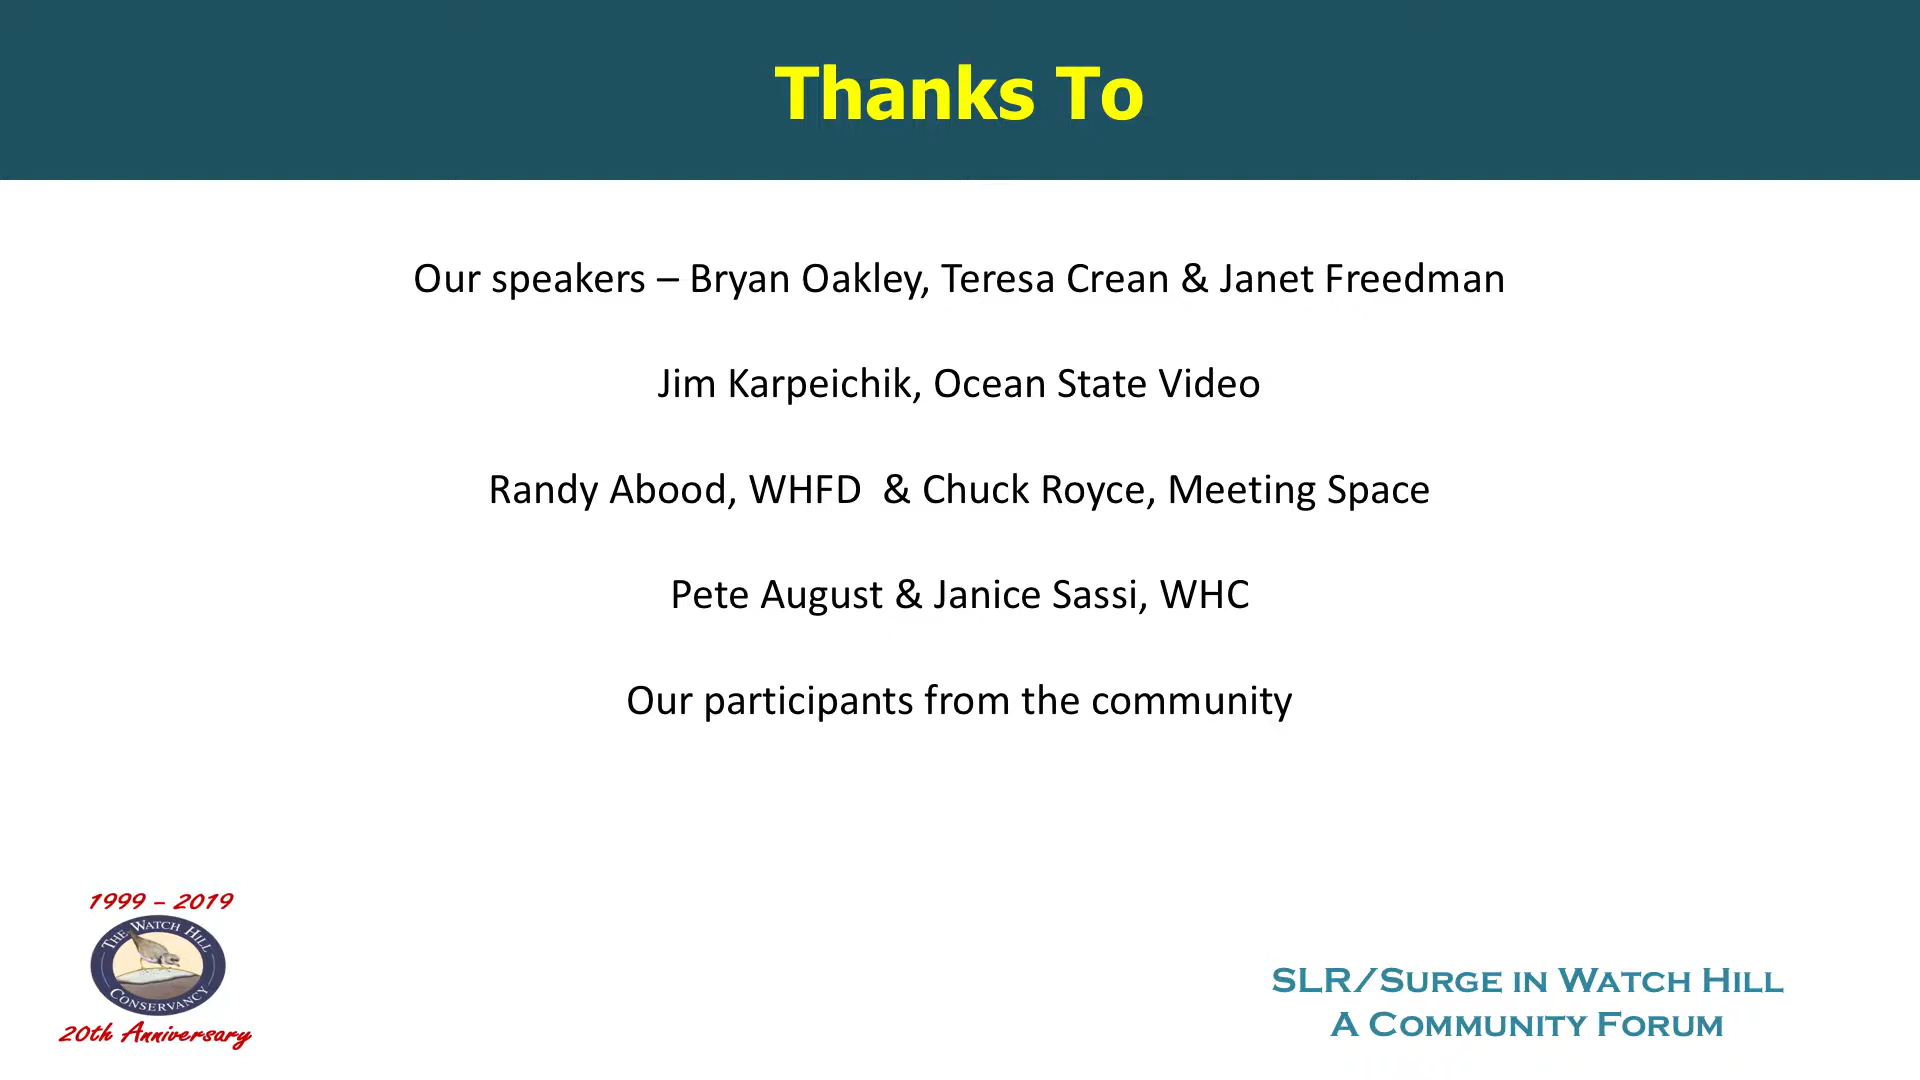 Thanks To
Our speakers – Bryan Oakley, Teresa Crean & Janet Freedman
Jim Karpeichik, Ocean State Video
Randy Abood, WHFD  & Chuck Royce, Meeting Space
Pete August & Janice Sassi, WHC
Our participants from the community
1999 – 2019
The Watch Hill
Conservancy
20th Anniversary
SLR/Surge in Watch Hill
A Community Forum